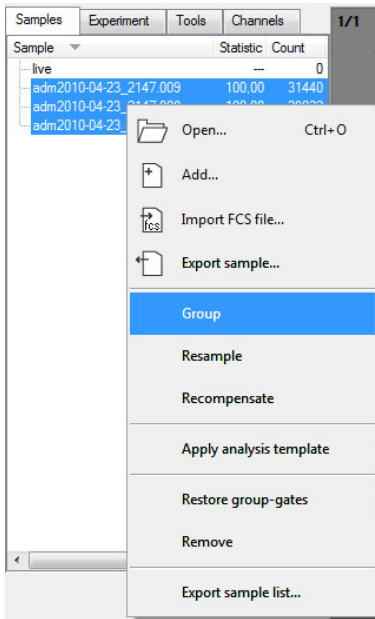 Samples Experiment Tools Channels 1/1
Sample Statistic Count
live --- 0
adm2010-04-23_2147.009 100,00 31440
adm2010-04-23_
Open... Ctrl+O
Add...
fcs Import FCS file...
Export sample...
Group
Resample
Recompensate
Apply analysis template
Restore group-gates
Remove
Export sample list...